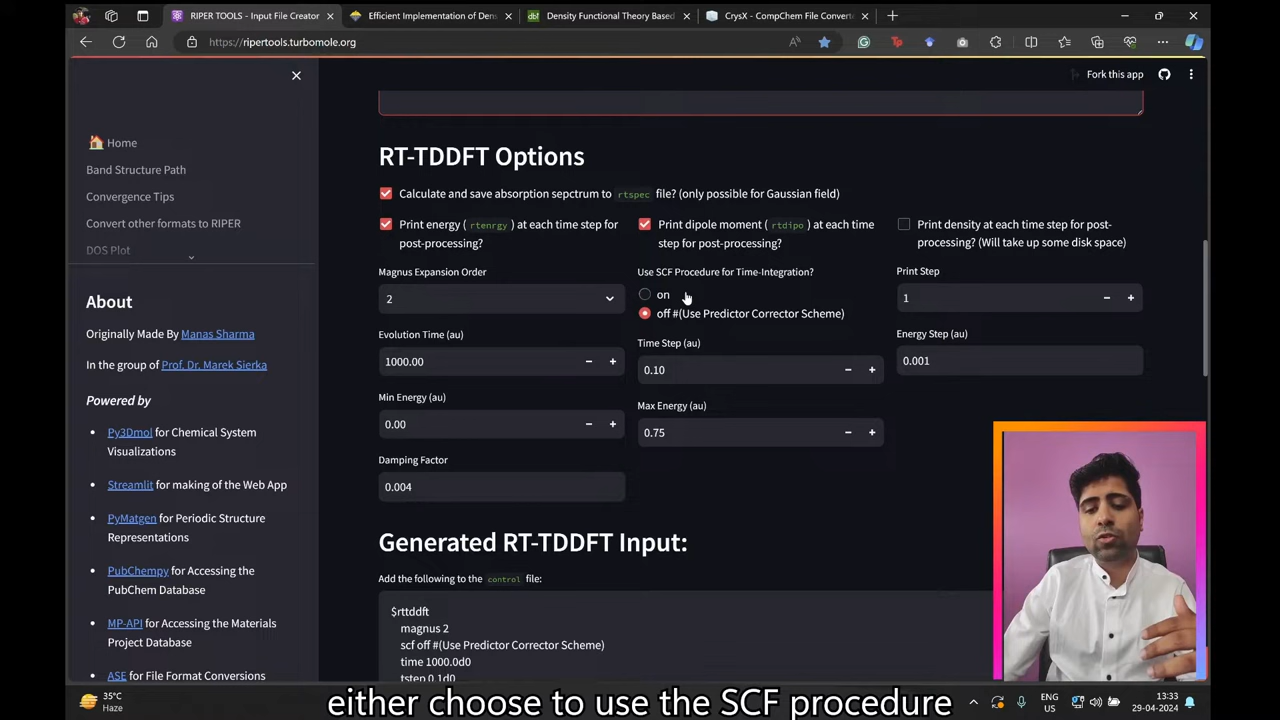 RIPER TOOLS - Input File Creator
Efficient Implementation of Dens
Density Functional Theory Based
CrysX - CompChem File Convert
https://ripertools.turbomole.org
Fork this app
Home
Band Structure Path
Convergence Tips
Convert other formats to RIPER
DOS Plot
About
Originally Made By Manas Sharma
In the group of Prof. Dr. Marek Sierka
Powered by
Py3Dmol for Chemical System
Visualizations
Streamlit for making of the Web App
PyMatgen for Periodic Structure
Representations
PubChempy for Accessing the
PubChem Database
MP-API for Accessing the Materials
Project Database
ASE for File Format Conversions
RT-TDDFT Options
Calculate and save absorption sepctrum to rtspec file? (only possible for Gaussian field)
Print energy ( rtenrgy ) at each time step for
post-processing?
Print dipole moment ( rtdipo ) at each time
step for post-processing?
Print density at each time step for post-
processing? (Will take up some disk space)
Magnus Expansion Order
2
Use SCF Procedure for Time-Integration?
on
off #(Use Predictor Corrector Scheme)
Print Step
1
Evolution Time (au)
1000.00
Time Step (au)
0.10
Energy Step (au)
0.001
Min Energy (au)
0.00
Max Energy (au)
0.75
Damping Factor
0.004
Generated RT-TDDFT Input:
Add the following to the control file:
$rttddft
magnus 2
scf off #(Use Predictor Corrector Scheme)
time 1000.0d0
tstep 0.1d0
either choose to use the SCF procedure
35°C
Haze
ENG
US
13:33
29-04-2024